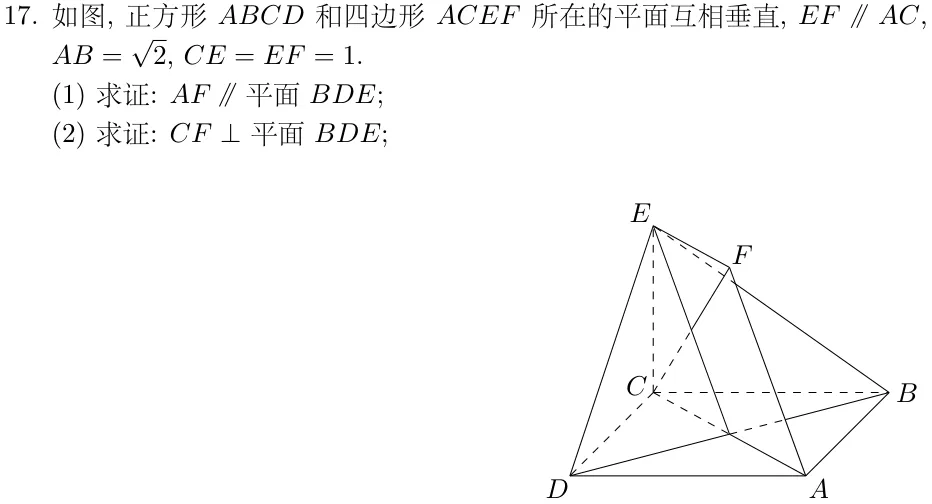 17. 如图, 正方形 ABCD 和四边形 ACEF 所在的平面互相垂直, EF ∥ AC,
AB = √2, CE = EF = 1.
(1) 求证: AF ∥ 平面 BDE;
(2) 求证: CF ⊥ 平面 BDE;
E
F
C
B
D
A